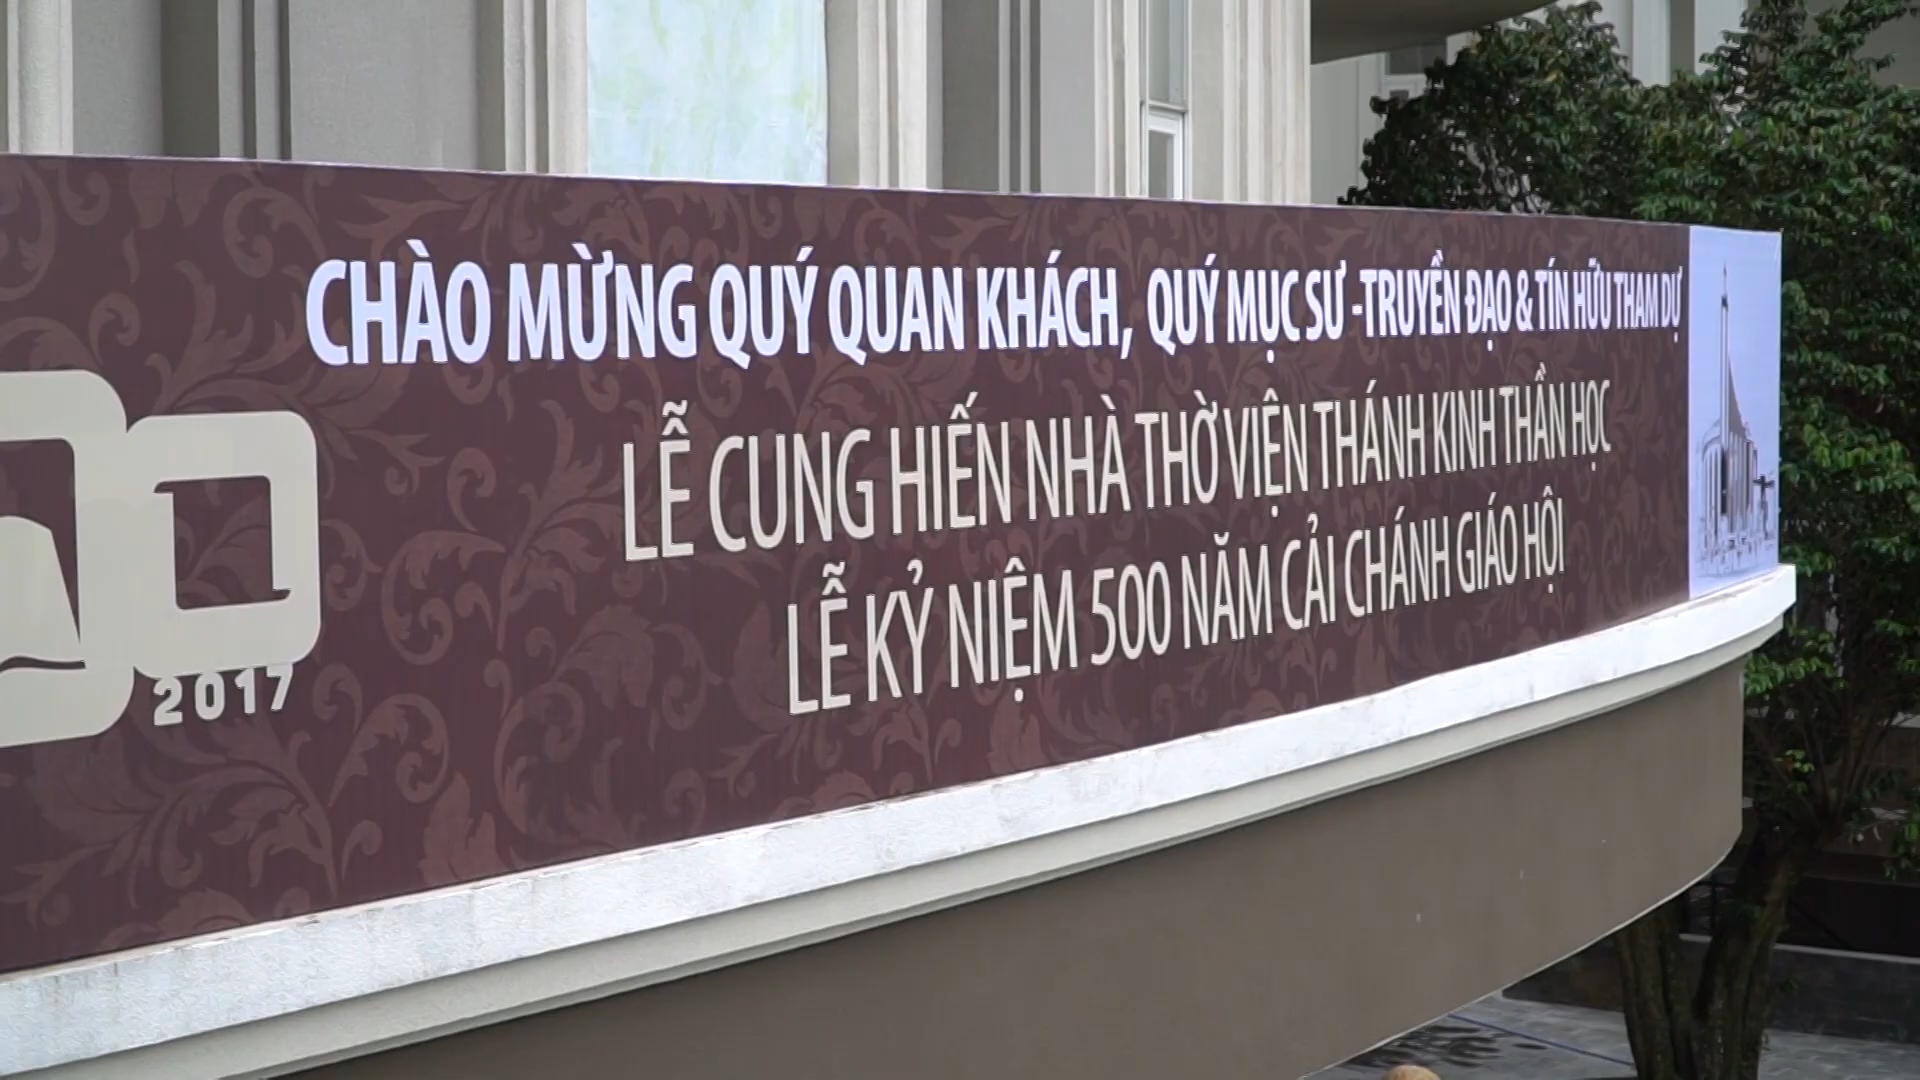 CHÀO MỪNG QUÝ QUAN KHÁCH, QUÝ MỤC SƯ -TRUYỀN ĐẠO & TÍN HỮU THAM DỰ
LỄ CUNG HIẾN NHÀ THỜ VIỆN THÁNH KINH THẦN HỌC
LỄ KỶ NIỆM 500 NĂM CẢI CHÁNH GIÁO HỘI
2017